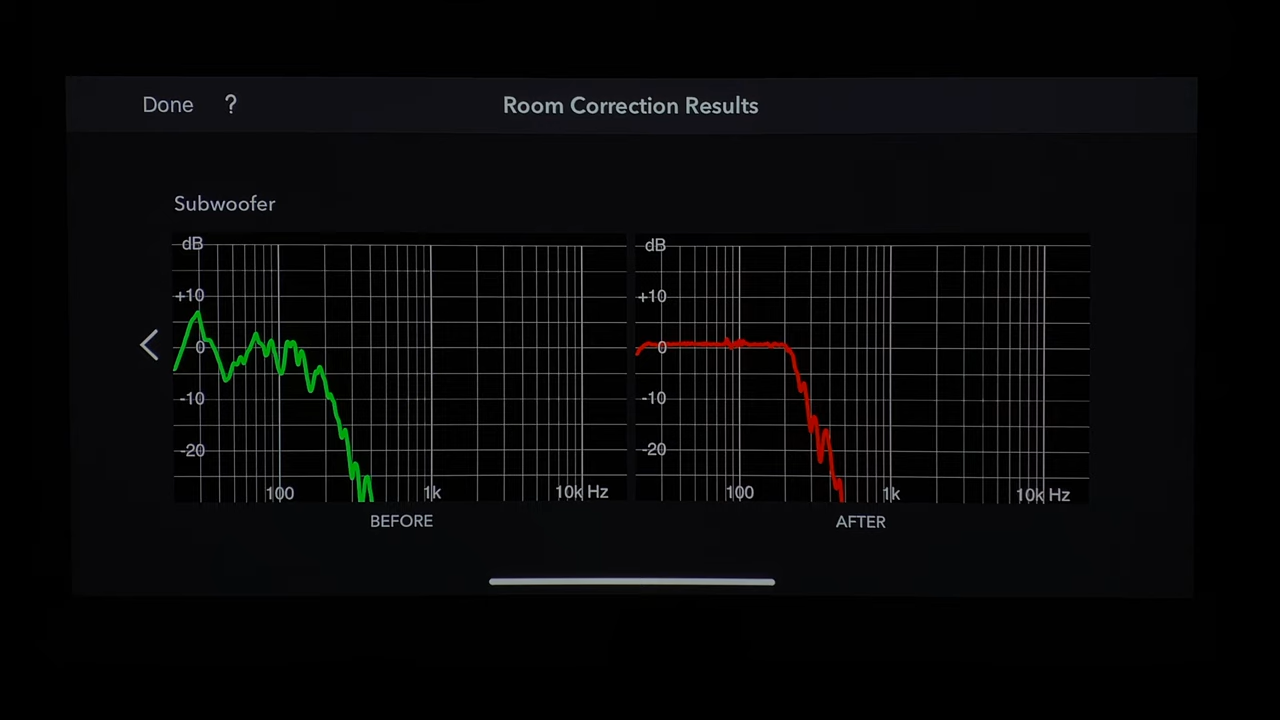 Done ? Room Correction Results
Subwoofer
dB
+10
0
-10
-20
100 1k 10k Hz
BEFORE
dB
+10
0
-10
-20
100 1k 10k Hz
AFTER